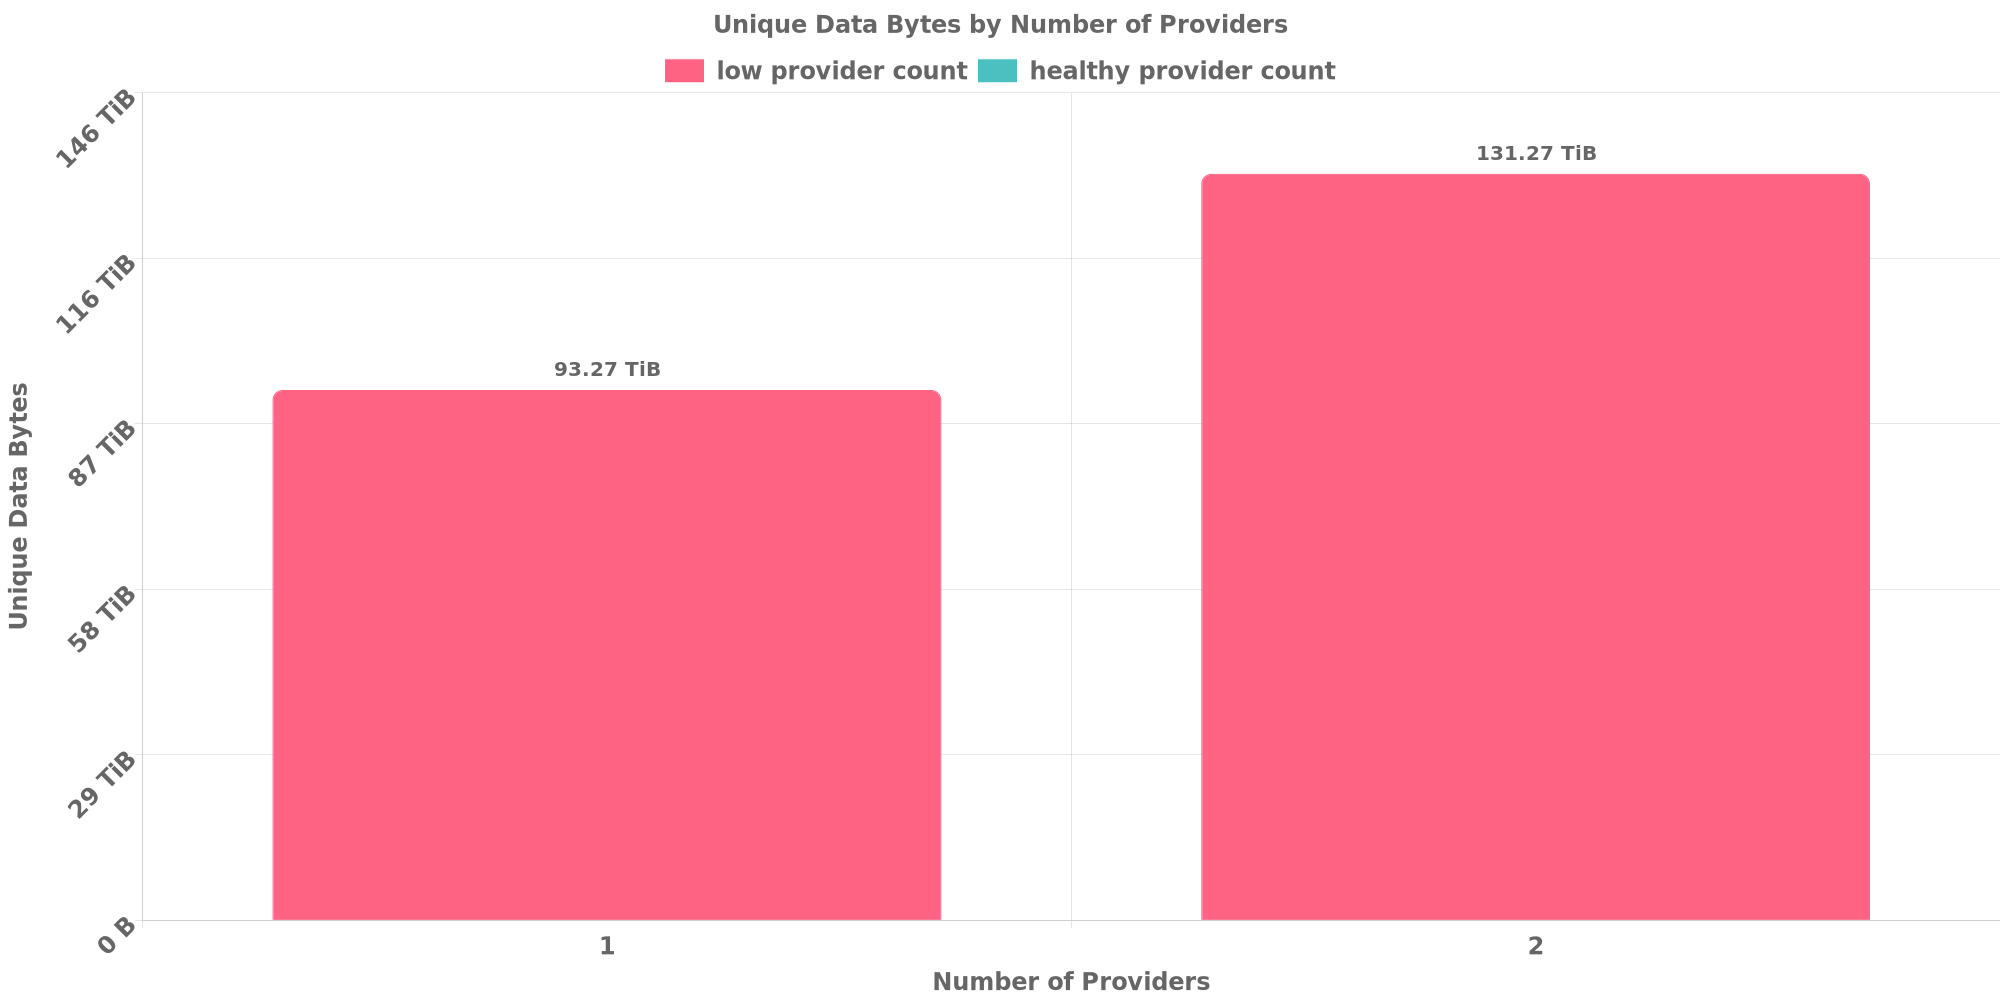 Unique Data Bytes by Number of Providers
low provider count healthy provider count
146 TiB
131.27 TiB
116 TiB
93.27 TiB
87 TiB
58 TiB
29 TiB
0 B
Unique Data Bytes
1 2
Number of Providers